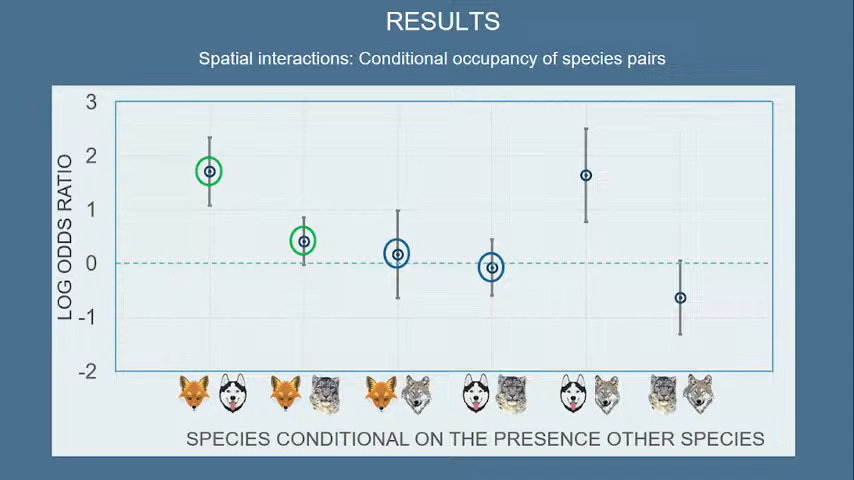 RESULTS
Spatial interactions: Conditional occupancy of species pairs
LOG ODDS RATIO
3
2
1
0
-1
-2
SPECIES CONDITIONAL ON THE PRESENCE OTHER SPECIES